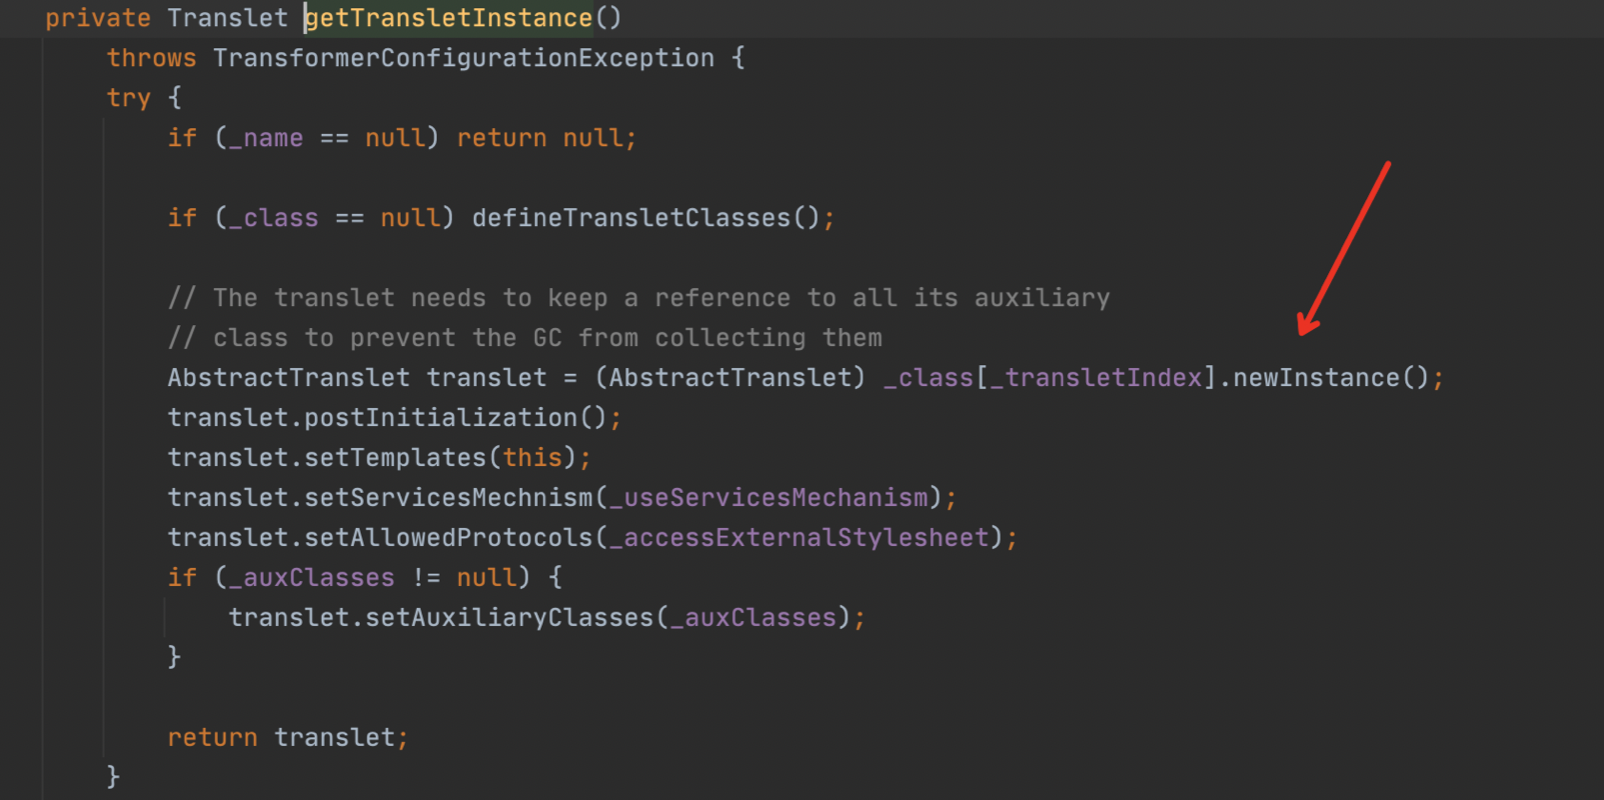 private Translet getTransletInstance()
throws TransformerConfigurationException {
try {
if (_name == null) return null;
if (_class == null) defineTransletClasses();
// The translet needs to keep a reference to all its auxiliary
// class to prevent the GC from collecting them
AbstractTranslet translet = (AbstractTranslet) _class[_transletIndex].newInstance();
translet.postInitialization();
translet.setTemplates(this);
translet.setServicesMechnism(_useServicesMechanism);
translet.setAllowedProtocols(_accessExternalStylesheet);
if (_auxClasses != null) {
translet.setAuxiliaryClasses(_auxClasses);
}
return translet;
}